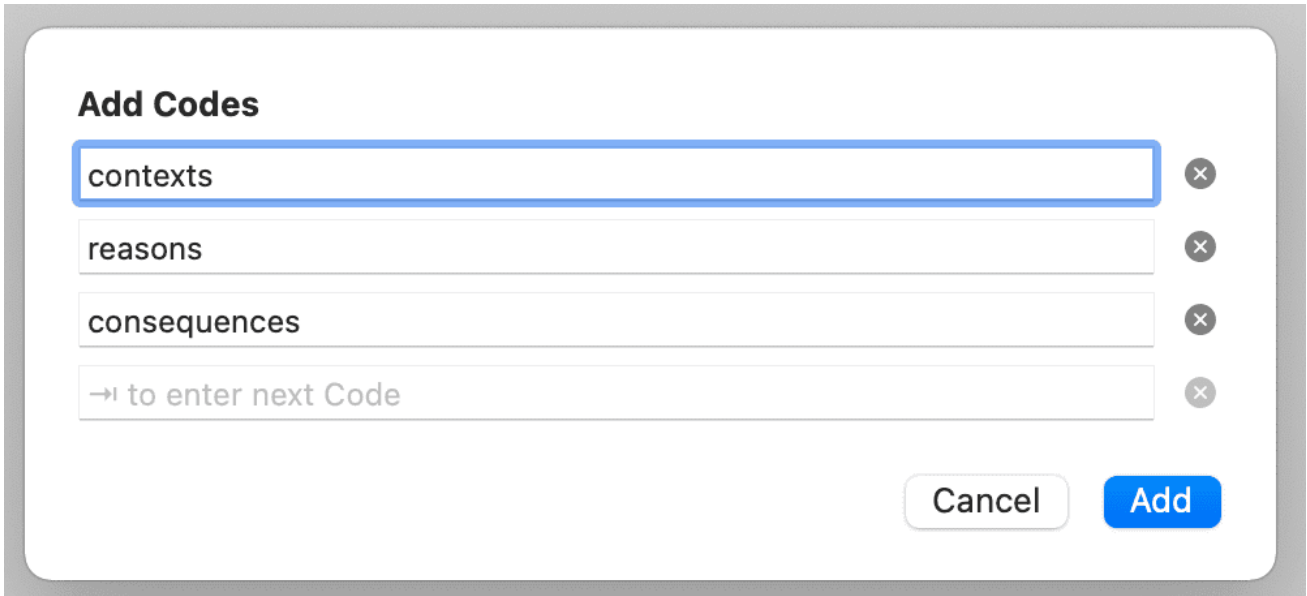 Add Codes
contexts
reasons
consequences
⇥ to enter next Code
Cancel Add